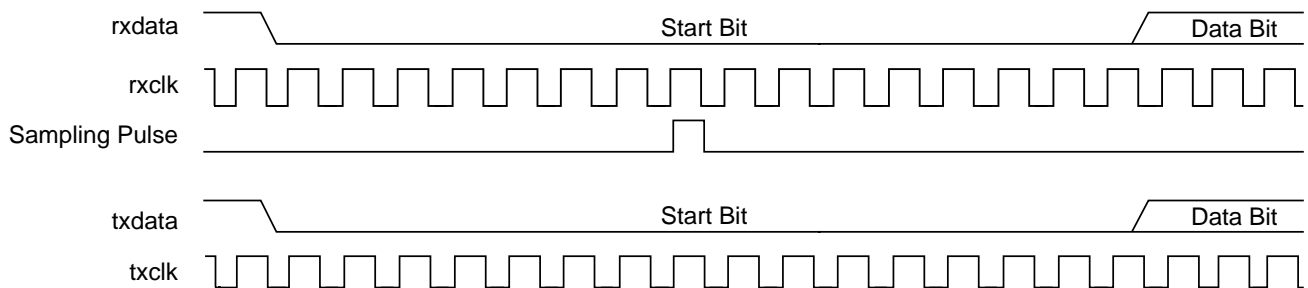 rxdata Start Bit Data Bit
rxclk
Sampling Pulse
txdata Start Bit Data Bit
txclk